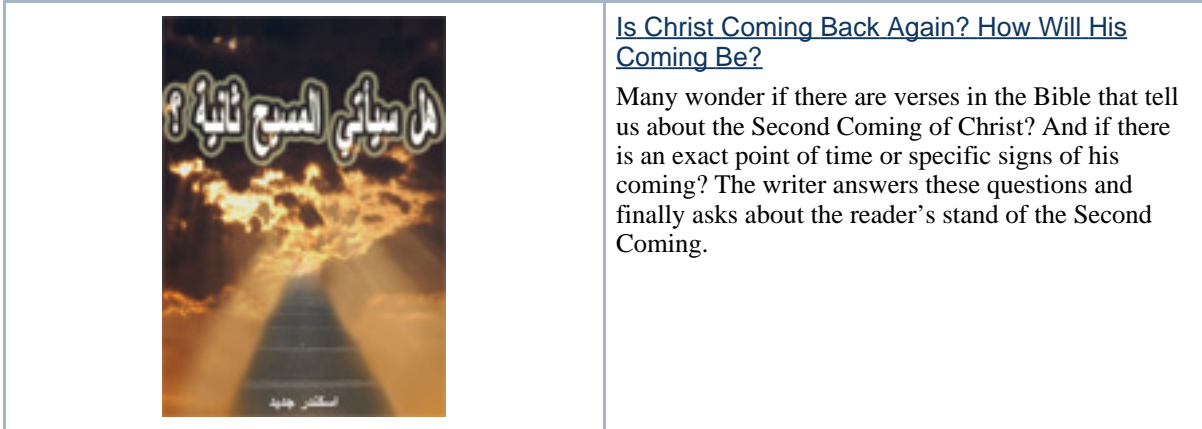 هل سيأتي المسيح ثانية ؟
اسكندر جديد
Is Christ Coming Back Again? How Will His
Coming Be?
Many wonder if there are verses in the Bible that tell
us about the Second Coming of Christ? And if there
is an exact point of time or specific signs of his
coming? The writer answers these questions and
finally asks about the reader’s stand of the Second
Coming.